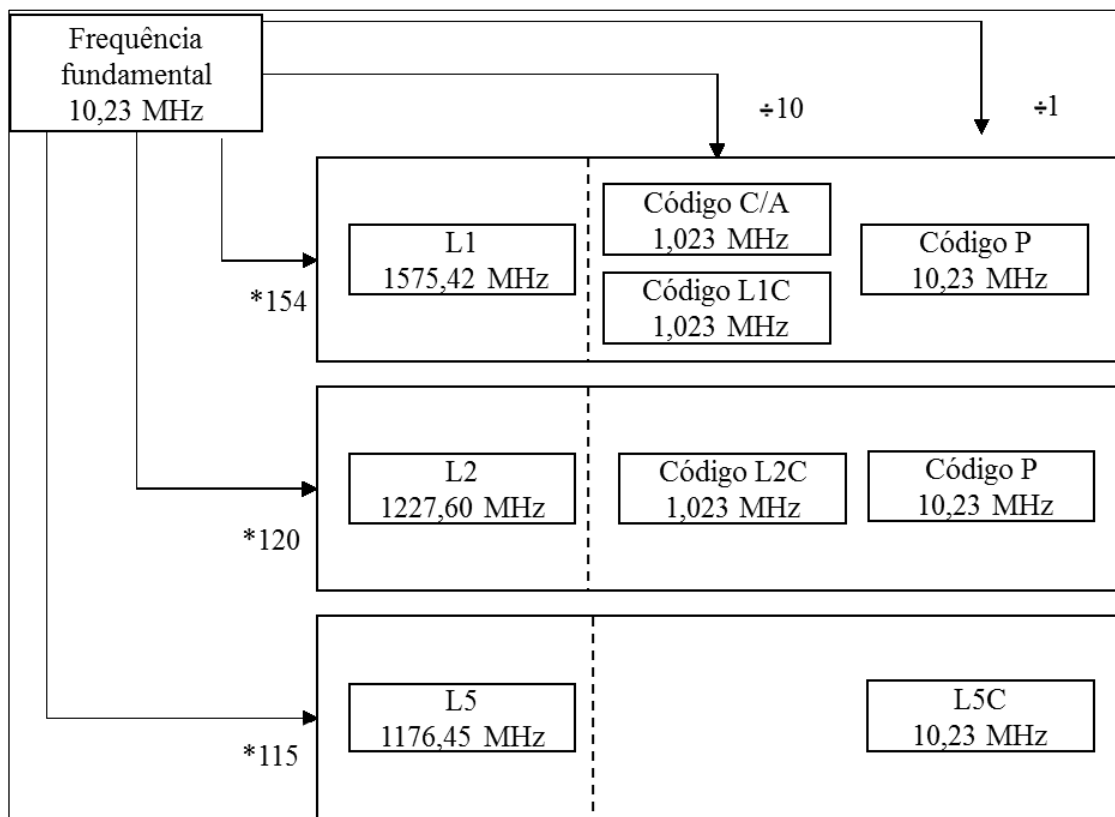 Frequência
fundamental
10,23 MHz
÷10
÷1
L1
1575,42 MHz
*154
Código C/A
1,023 MHz
Código L1C
1,023 MHz
Código P
10,23 MHz
L2
1227,60 MHz
*120
Código L2C
1,023 MHz
Código P
10,23 MHz
L5
1176,45 MHz
*115
L5C
10,23 MHz